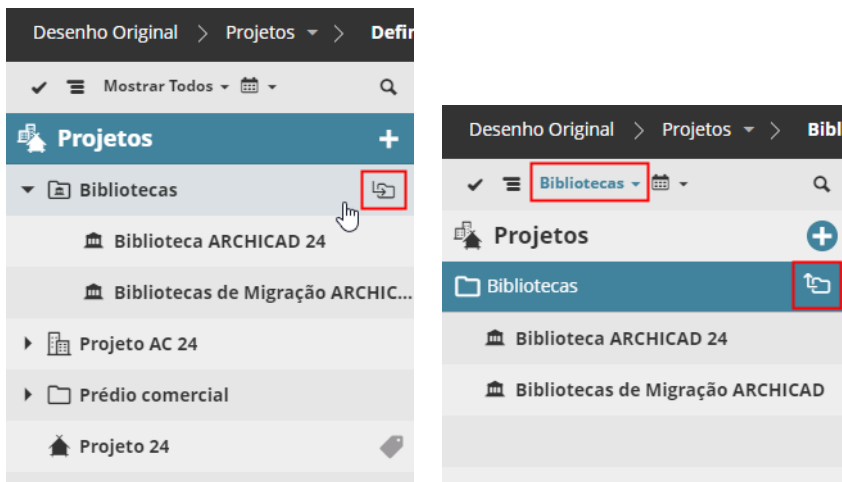 Desenho Original > Projetos > Defin
Mostrar Todos
Projetos +
Bibliotecas
Biblioteca ARCHICAD 24
Bibliotecas de Migração ARCHIC...
Projeto AC 24
Prédio comercial
Projeto 24
Desenho Original > Projetos > Bibl
Bibliotecas
Projetos +
Bibliotecas
Biblioteca ARCHICAD 24
Bibliotecas de Migração ARCHICAD